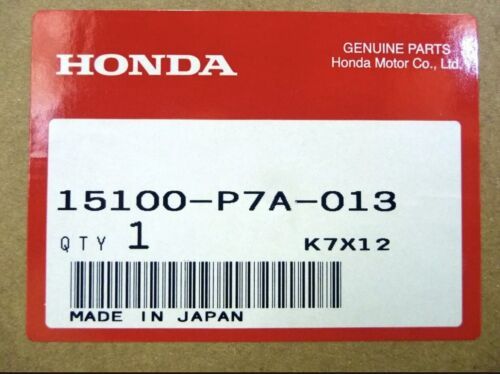 HONDA
GENUINE PARTS
Honda Motor Co., Ltd.
15100-P7A-013
QTY 1 K7X12
MADE IN JAPAN